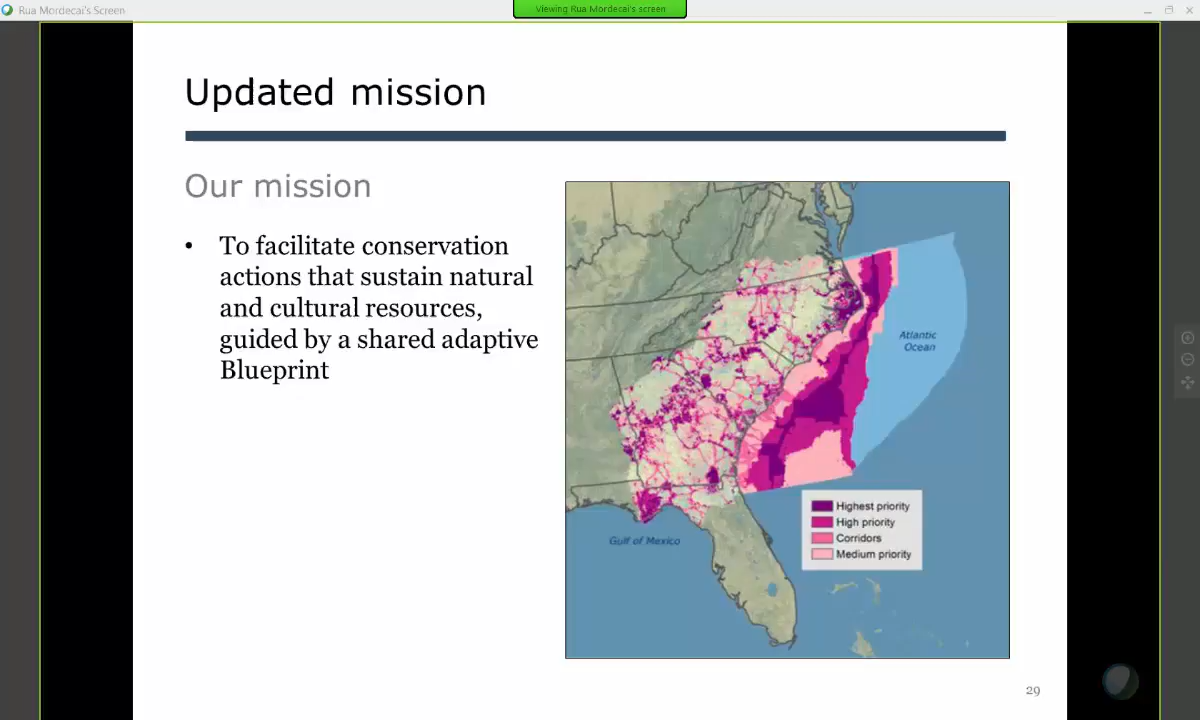 Rua Mordecai's Screen
Viewing Rua Mordecai's screen
Updated mission
Our mission
• To facilitate conservation
actions that sustain natural
and cultural resources,
guided by a shared adaptive
Blueprint
Atlantic
Ocean
Highest priority
High priority
Corridors
Medium priority
Gulf of Mexico
29